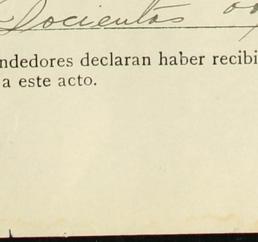 Docientos
ndedores declaran haber recibi
a este acto.